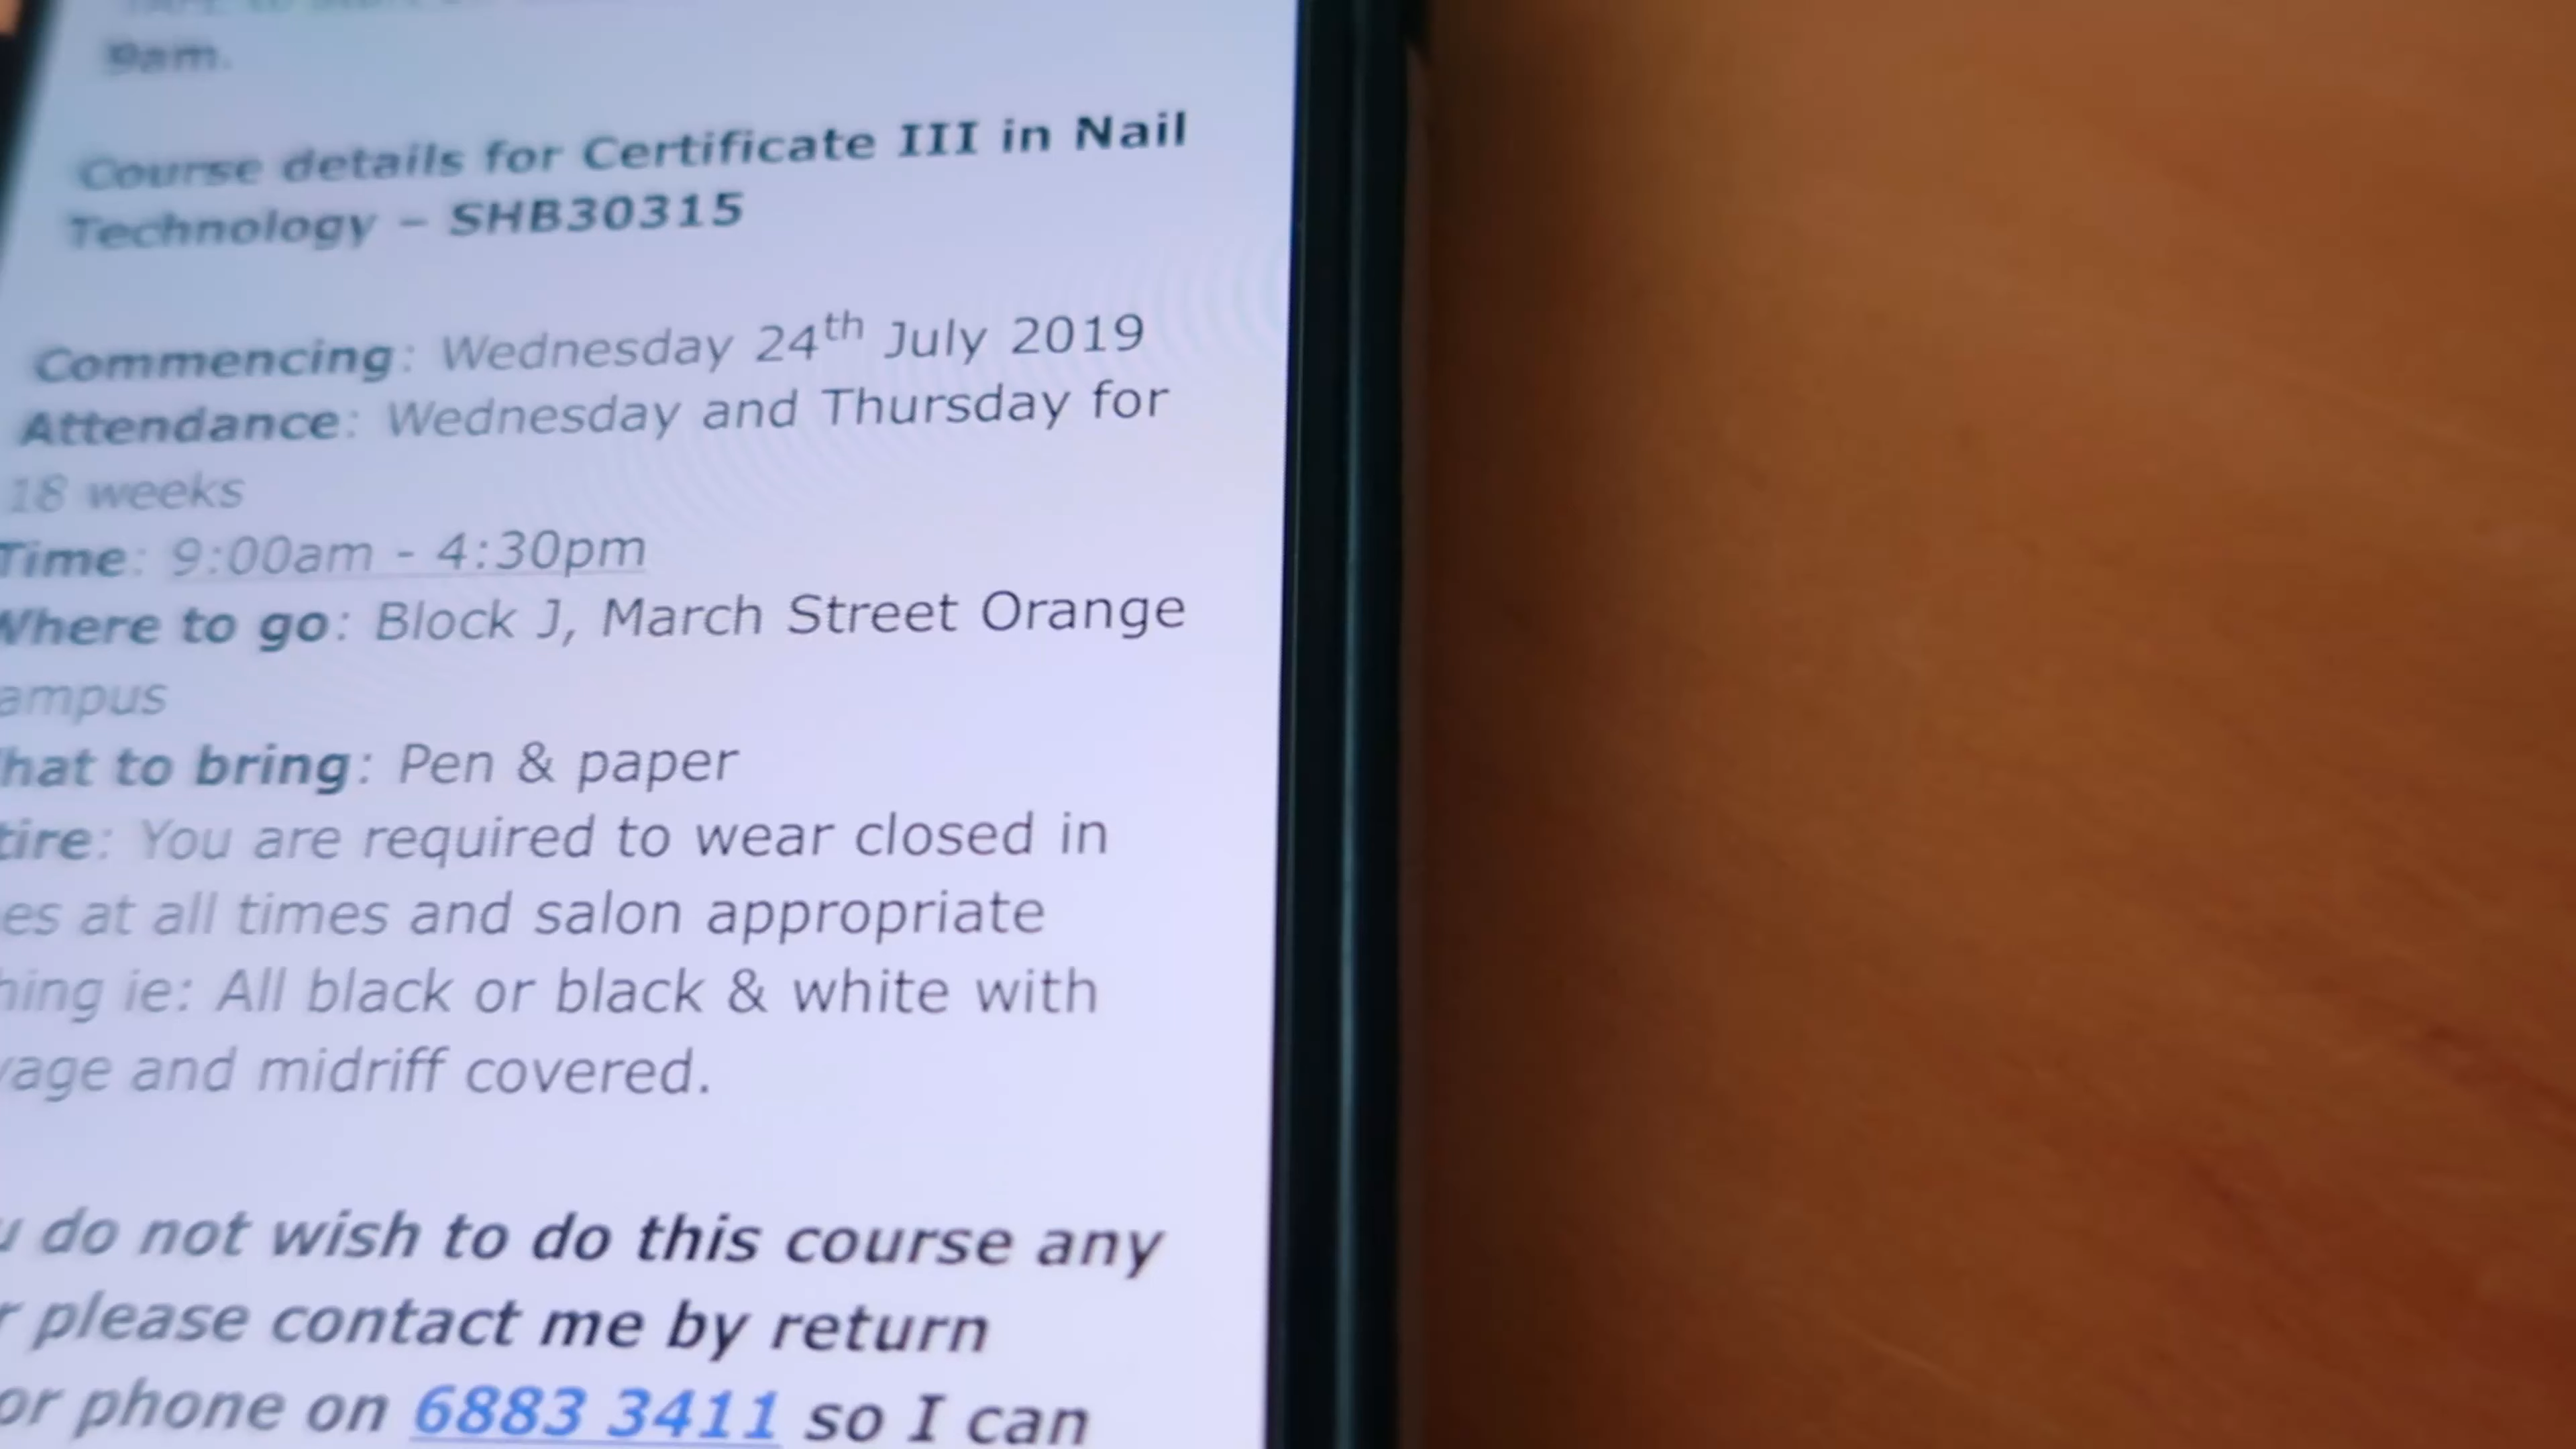 9am.
Course details for Certificate III in Nail
Technology – SHB30315
Commencing: Wednesday 24th July 2019
Attendance: Wednesday and Thursday for
18 weeks
Time: 9:00am - 4:30pm
Where to go: Block J, March Street Orange
ampus
hat to bring: Pen & paper
tire: You are required to wear closed in
es at all times and salon appropriate
hing ie: All black or black & white with
vage and midriff covered.
u do not wish to do this course any
r please contact me by return
or phone on 6883 3411 so I can